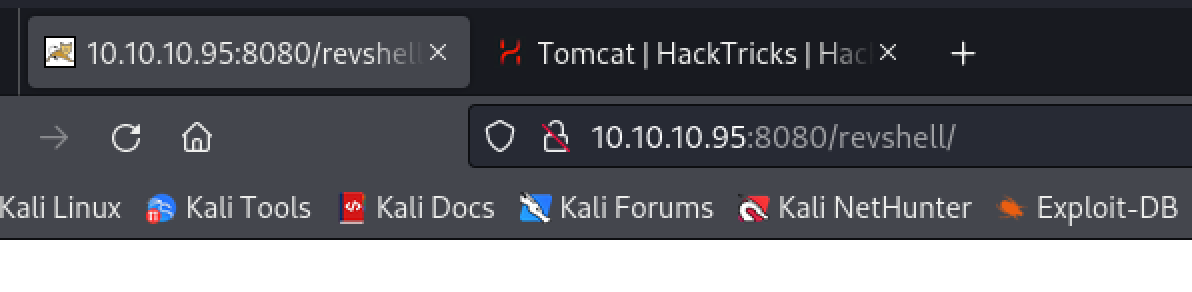 10.10.10.95:8080/revshell
Tomcat | HackTricks | Hac
10.10.10.95:8080/revshell/
Kali Linux Kali Tools Kali Docs Kali Forums Kali NetHunter Exploit-DB